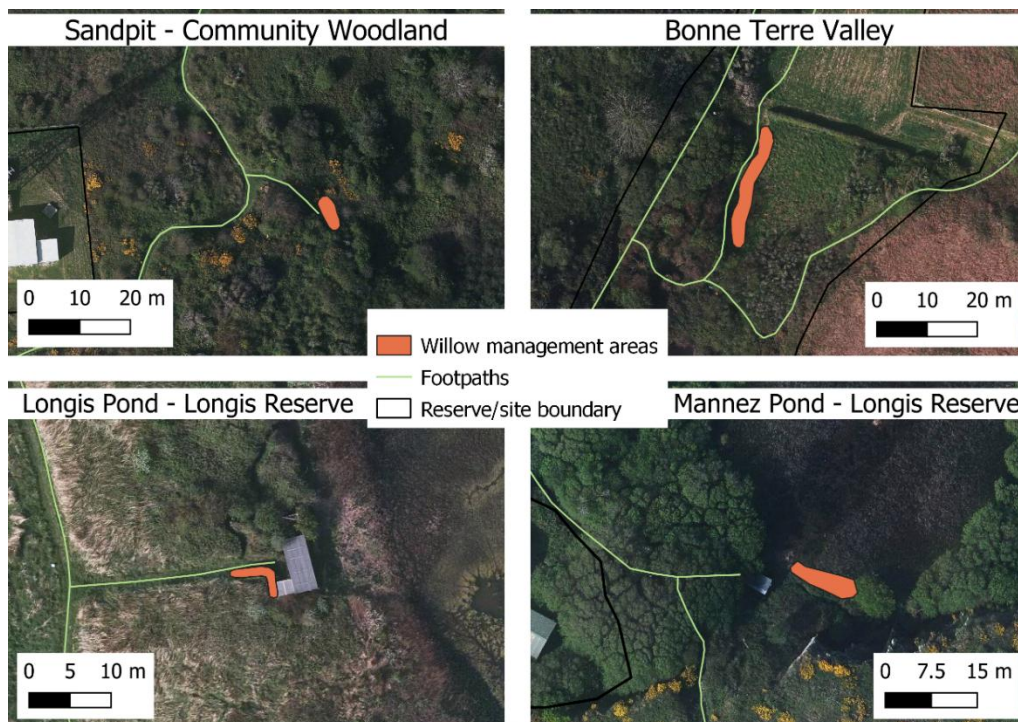 Sandpit - Community Woodland
0 10 20 m
Bonne Terre Valley
0 10 20 m
Willow management areas
Footpaths
Reserve/site boundary
Longis Pond - Longis Reserve
0 5 10 m
Mannez Pond - Longis Reserve
0 7.5 15 m